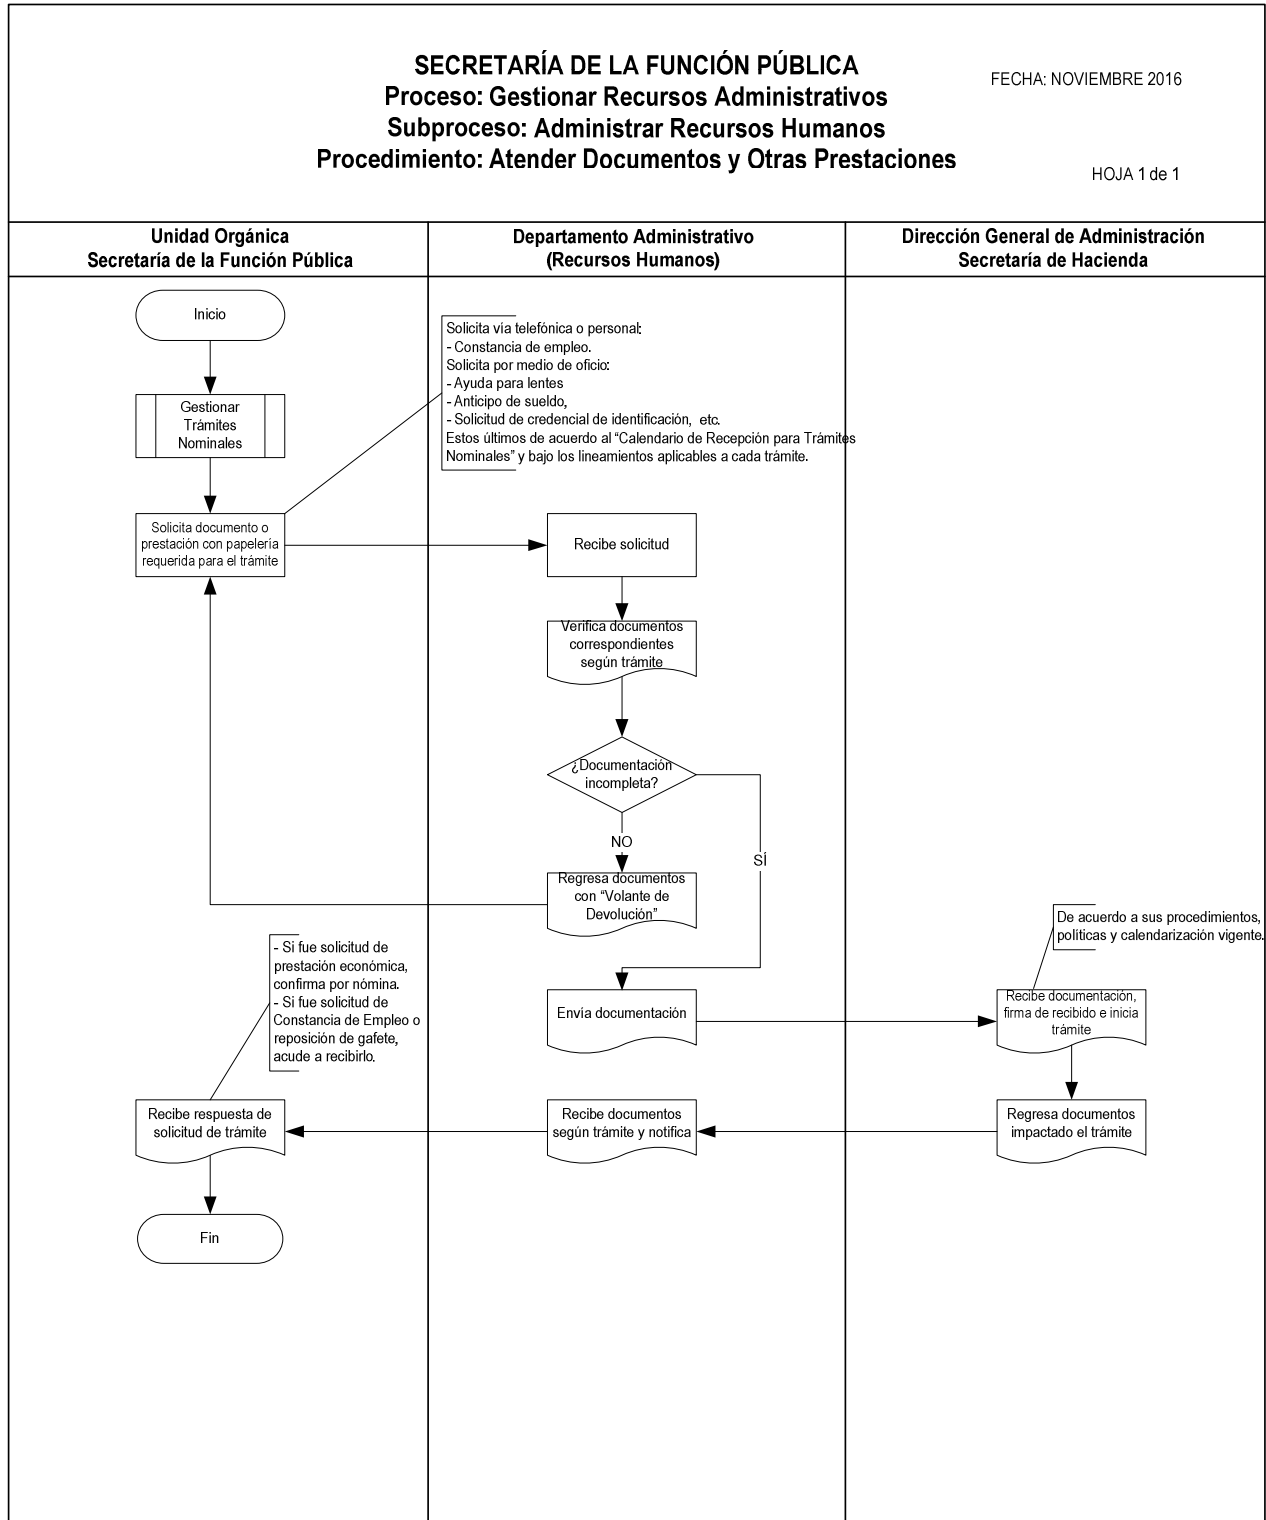 SECRETARÍA DE LA FUNCIÓN PÚBLICA
Proceso: Gestionar Recursos Administrativos
Subproceso: Administrar Recursos Humanos
Procedimiento: Atender Documentos y Otras Prestaciones
FECHA: NOVIEMBRE 2016
HOJA 1 de 1
Unidad Orgánica
Secretaría de la Función Pública
Departamento Administrativo
(Recursos Humanos)
Dirección General de Administración
Secretaría de Hacienda
Inicio
Gestionar
Trámites
Nominales
Solicita vía telefónica o personal:
- Constancia de empleo.
Solicita por medio de oficio:
- Ayuda para lentes
- Anticipo de sueldo,
- Solicitud de credencial de identificación, etc.
Estos últimos de acuerdo al “Calendario de Recepción para Trámites
Nominales” y bajo los lineamientos aplicables a cada trámite.
Solicita documento o
prestación con papelería
requerida para el trámite
Recibe solicitud
Verifica documentos
correspondientes
según trámite
¿Documentación
incompleta?
NO
SÍ
Regresa documentos
con “Volante de
Devolución”
De acuerdo a sus procedimientos,
políticas y calendarización vigente.
- Si fue solicitud de
prestación económica,
confirma por nómina.
- Si fue solicitud de
Constancia de Empleo o
reposición de gafete,
acude a recibirlo.
Envía documentación
Recibe documentación,
firma de recibido e inicia
trámite
Recibe respuesta de
solicitud de trámite
Recibe documentos
según trámite y notifica
Regresa documentos
impactado el trámite
Fin